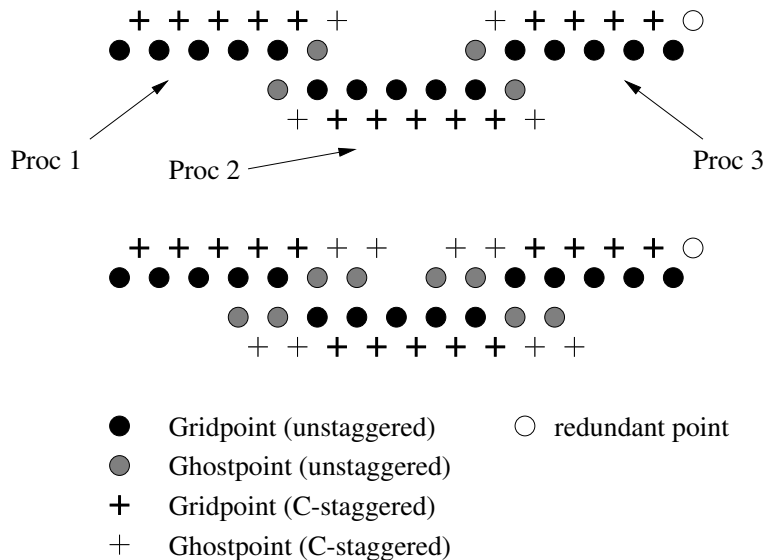 Proc 1
Proc 2
Proc 3
Gridpoint (unstaggered)
redundant point
Ghostpoint (unstaggered)
Gridpoint (C-staggered)
Ghostpoint (C-staggered)